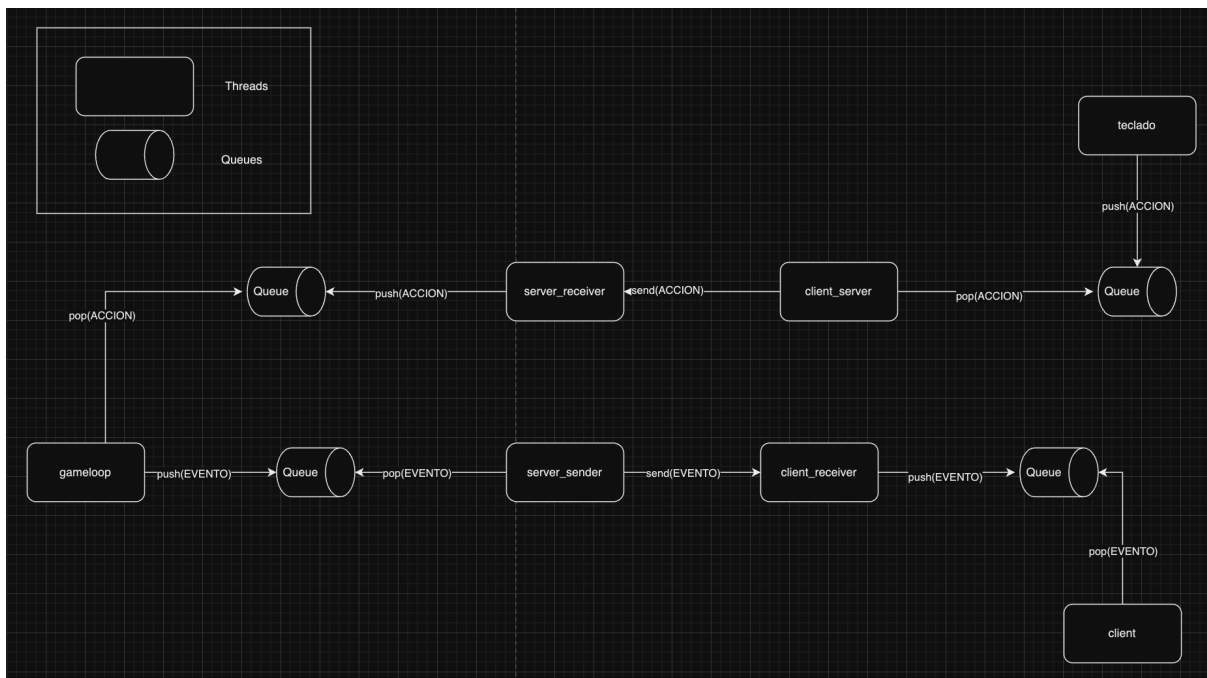 Threads
Queues
teclado
push(ACCION)
Queue
push(ACCION)
server_receiver
send(ACCION)
client_server
pop(ACCION)
Queue
pop(ACCION)
gameloop
push(EVENTO)
Queue
pop(EVENTO)
server_sender
send(EVENTO)
client_receiver
push(EVENTO)
Queue
pop(EVENTO)
client